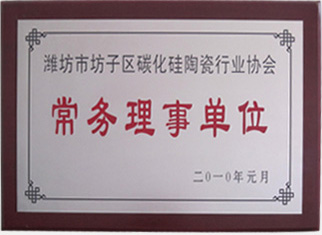 潍坊市坊子区碳化硅陶瓷行业协会
常务理事单位
二〇一〇年元月